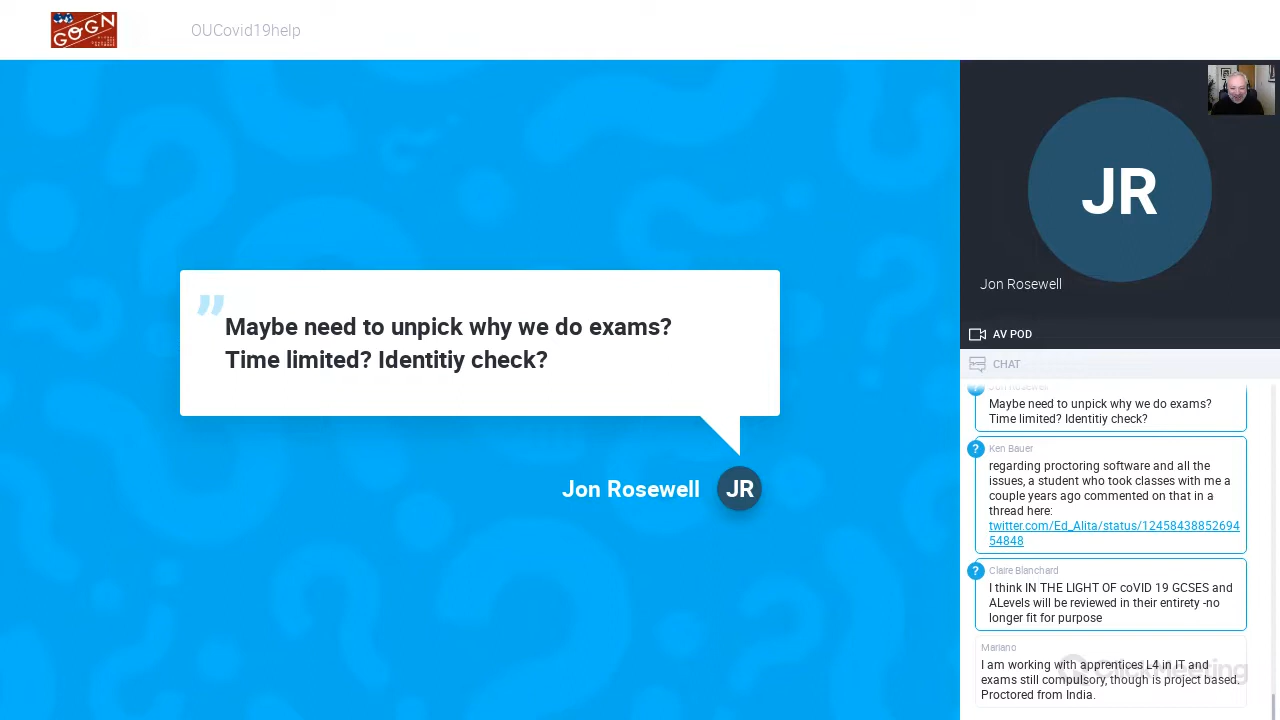 GOGN
OUCovid19help
Maybe need to unpick why we do exams?
Time limited? Identitiy check?
Jon Rosewell
JR
JR
Jon Rosewell
AV POD
CHAT
Jon Rosewell
Maybe need to unpick why we do exams?
Time limited? Identitiy check?
Ken Bauer
regarding proctoring software and all the
issues, a student who took classes with me a
couple years ago commented on that in a
thread here:
twitter.com/Ed_Alita/status/12458438852694
54848
Claire Blanchard
I think IN THE LIGHT OF coVID 19 GCSES and
ALevels will be reviewed in their entirety -no
longer fit for purpose
Mariano
I am working with apprentices L4 in IT and
exams still compulsory, though is project based.
Proctored from India.
ClickMeeting